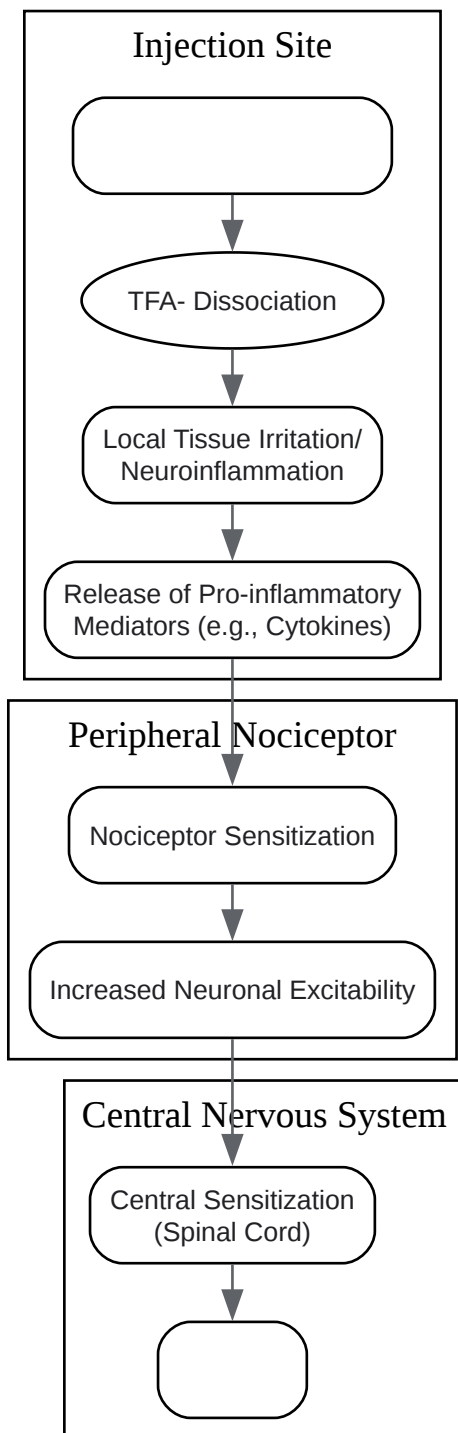 Injection Site
TFA- Dissociation
Local Tissue Irritation/
Neuroinflammation
Release of Pro-inflammatory
Mediators (e.g., Cytokines)
Peripheral Nociceptor
Nociceptor Sensitization
Increased Neuronal Excitability
Central Nervous System
Central Sensitization
(Spinal Cord)